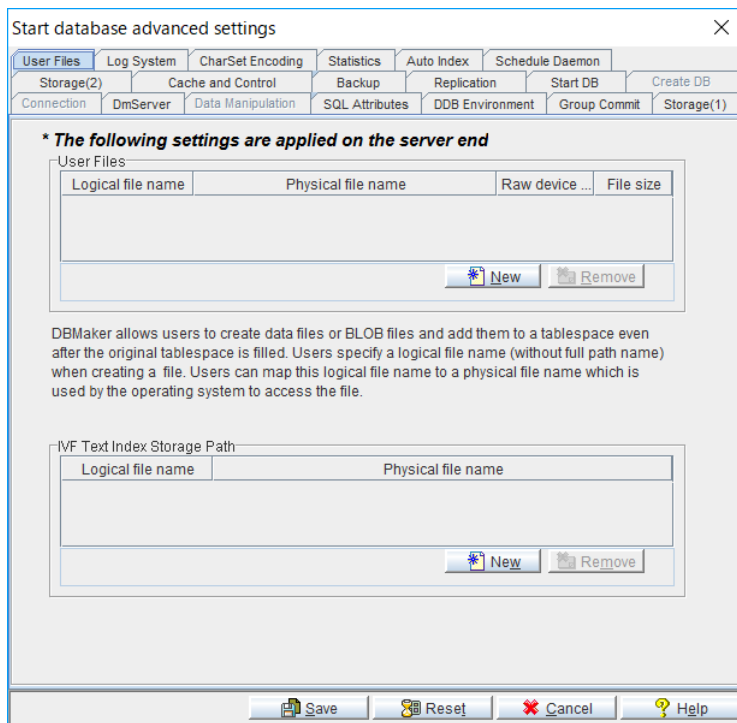 Start database advanced settings
User Files Log System CharSet Encoding Statistics Auto Index Schedule Daemon
Storage(2) Cache and Control Backup Replication Start DB Create DB
Connection DmServer Data Manipulation SQL Attributes DDB Environment Group Commit Storage(1)
* The following settings are applied on the server end
User Files
Logical file name Physical file name Raw device ... File size
New Remove
DBMaker allows users to create data files or BLOB files and add them to a tablespace even
after the original tablespace is filled. Users specify a logical file name (without full path name)
when creating a file. Users can map this logical file name to a physical file name which is
used by the operating system to access the file.
IVF Text Index Storage Path
Logical file name Physical file name
New Remove
Save Reset Cancel Help